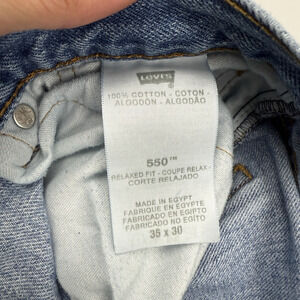 Levi's
®
100% COTTON - COTON -
ALGODÓN - ALGODÃO
550™
RELAXED FIT - COUPE RELAX -
CORTE RELAJADO
MADE IN EGYPT
FABRIQUE EN EGYPTE
FABRICADO EN EGIPTO
FABRICADO NO EGITO
35 x 30